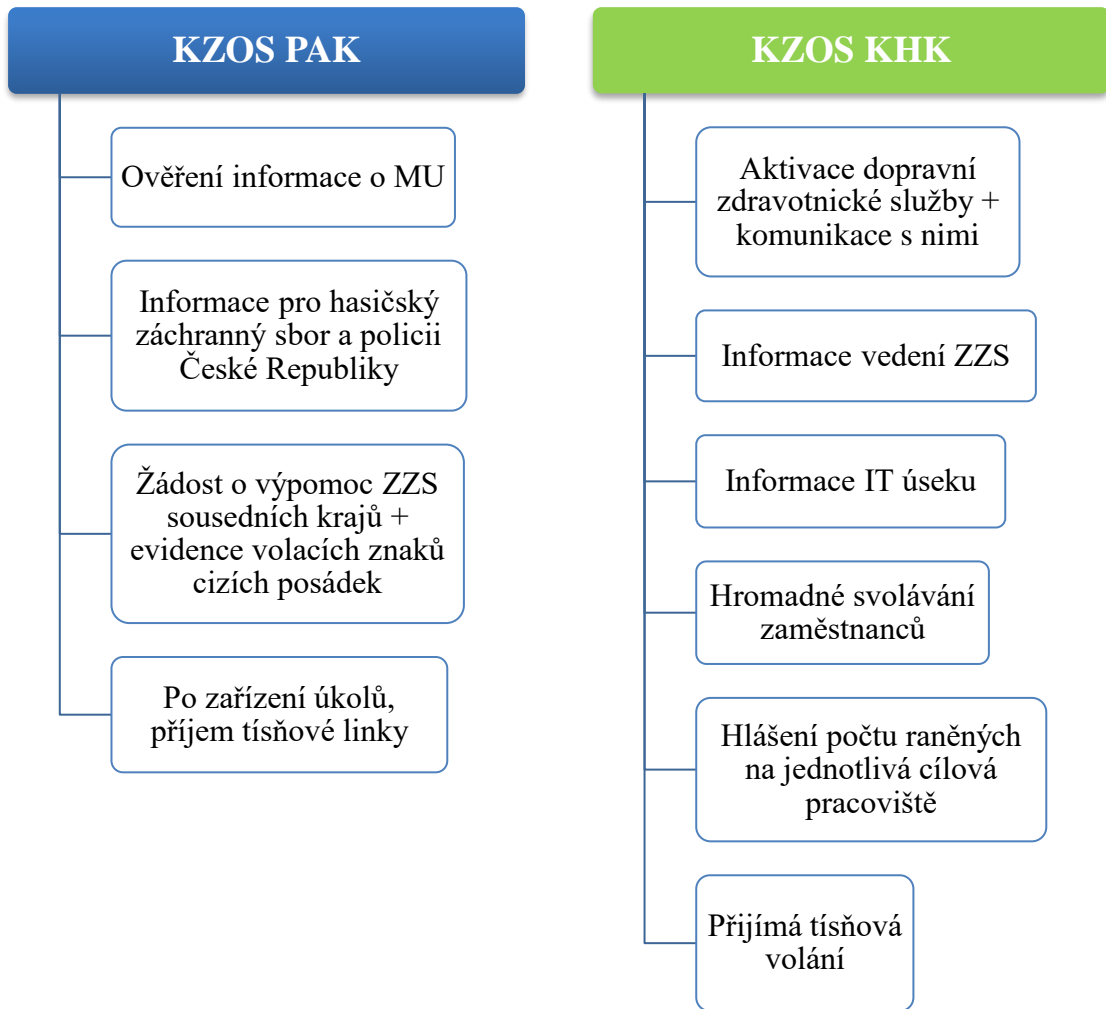 KZOS PAK
Ověření informace o MU
Informace pro hasičský
záchranný sbor a policii
České Republiky
Žádost o výpomoc ZZS
sousedních krajů +
evidence volacích znaků
cizích posádek
Po zařízení úkolů,
příjem tísňové linky
KZOS KHK
Aktivace dopravní
zdravotnické služby +
komunikace s nimi
Informace vedení ZZS
Informace IT úseku
Hromadné svolávání
zaměstnanců
Hlášení počtu raněných
na jednotlivá cílová
pracoviště
Přijímá tísňová
volání